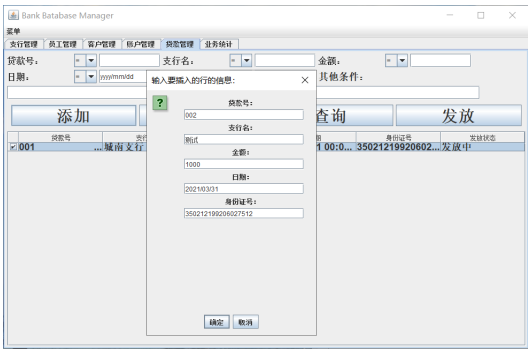 Bank Batabase Manager
菜单
支行管理 员工管理 客户管理 账户管理 贷款管理 业务统计
贷款号: = 支行名: = 金额: =
日期: = yyyy/mm/dd 其他条件:
添加 查询 发放
贷款号 身份证号 发放状态
001 ...城南支行 1 00:0... 35021219920602... 发放中
输入要插入的行的信息:
贷款号:
002
支行名:
测试
金额:
1000
日期:
2021/03/31
身份证号:
350212199206027512
确定 取消